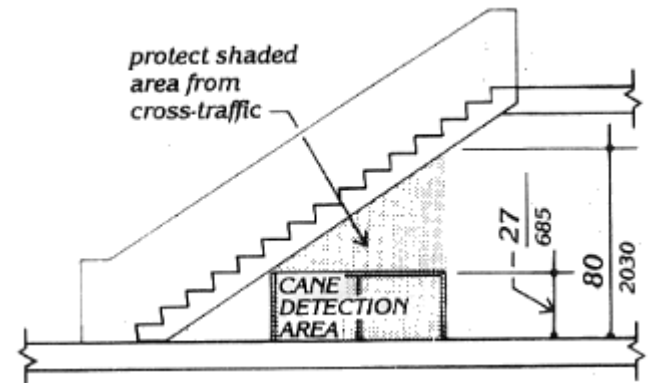 protect shaded
area from
cross-traffic
CANE
DETECTION
AREA
27
685
80
2030